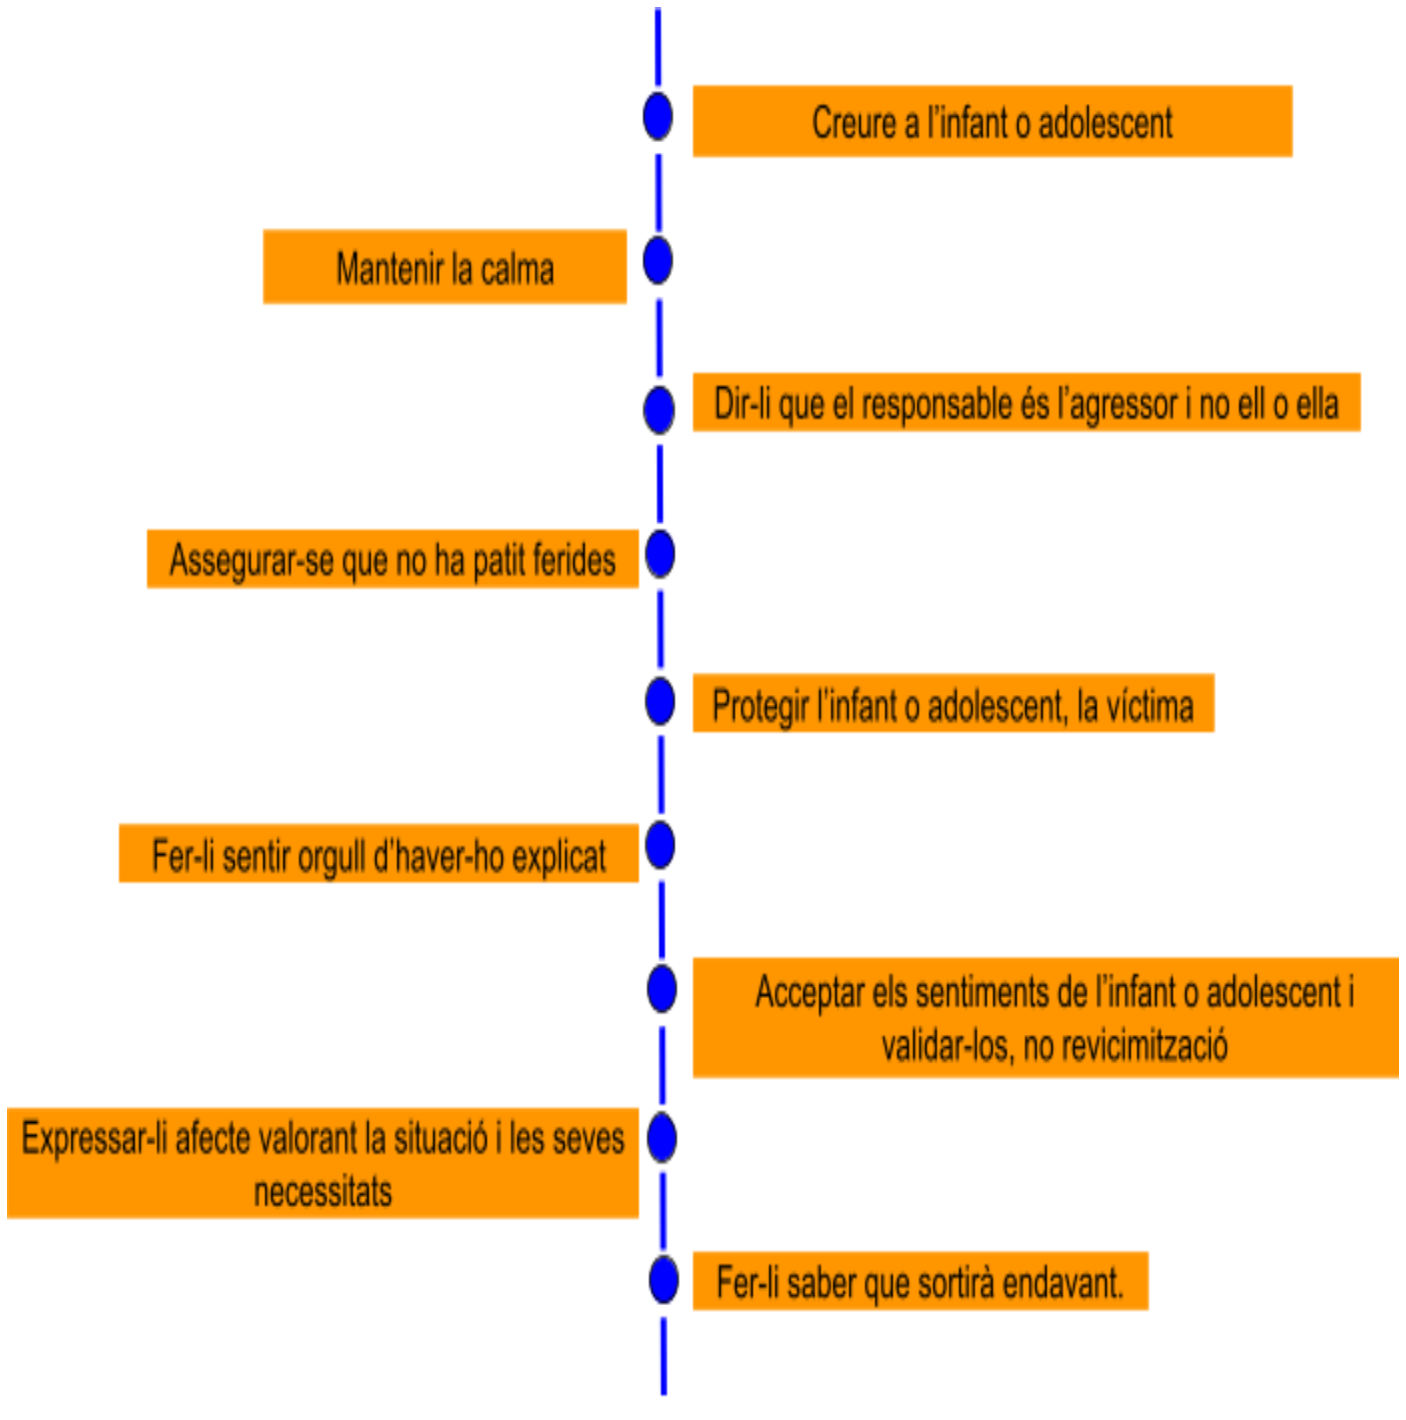 Creure a l’infant o adolescent
Mantenir la calma
Dir-li que el responsable és l’agressor i no ell o ella
Assegurar-se que no ha patit ferides
Protegir l’infant o adolescent, la víctima
Fer-li sentir orgull d’haver-ho explicat
Acceptar els sentiments de l’infant o adolescent i
validar-los, no revicimització
Expressar-li afecte valorant la situació i les seves
necessitats
Fer-li saber que sortirà endavant.